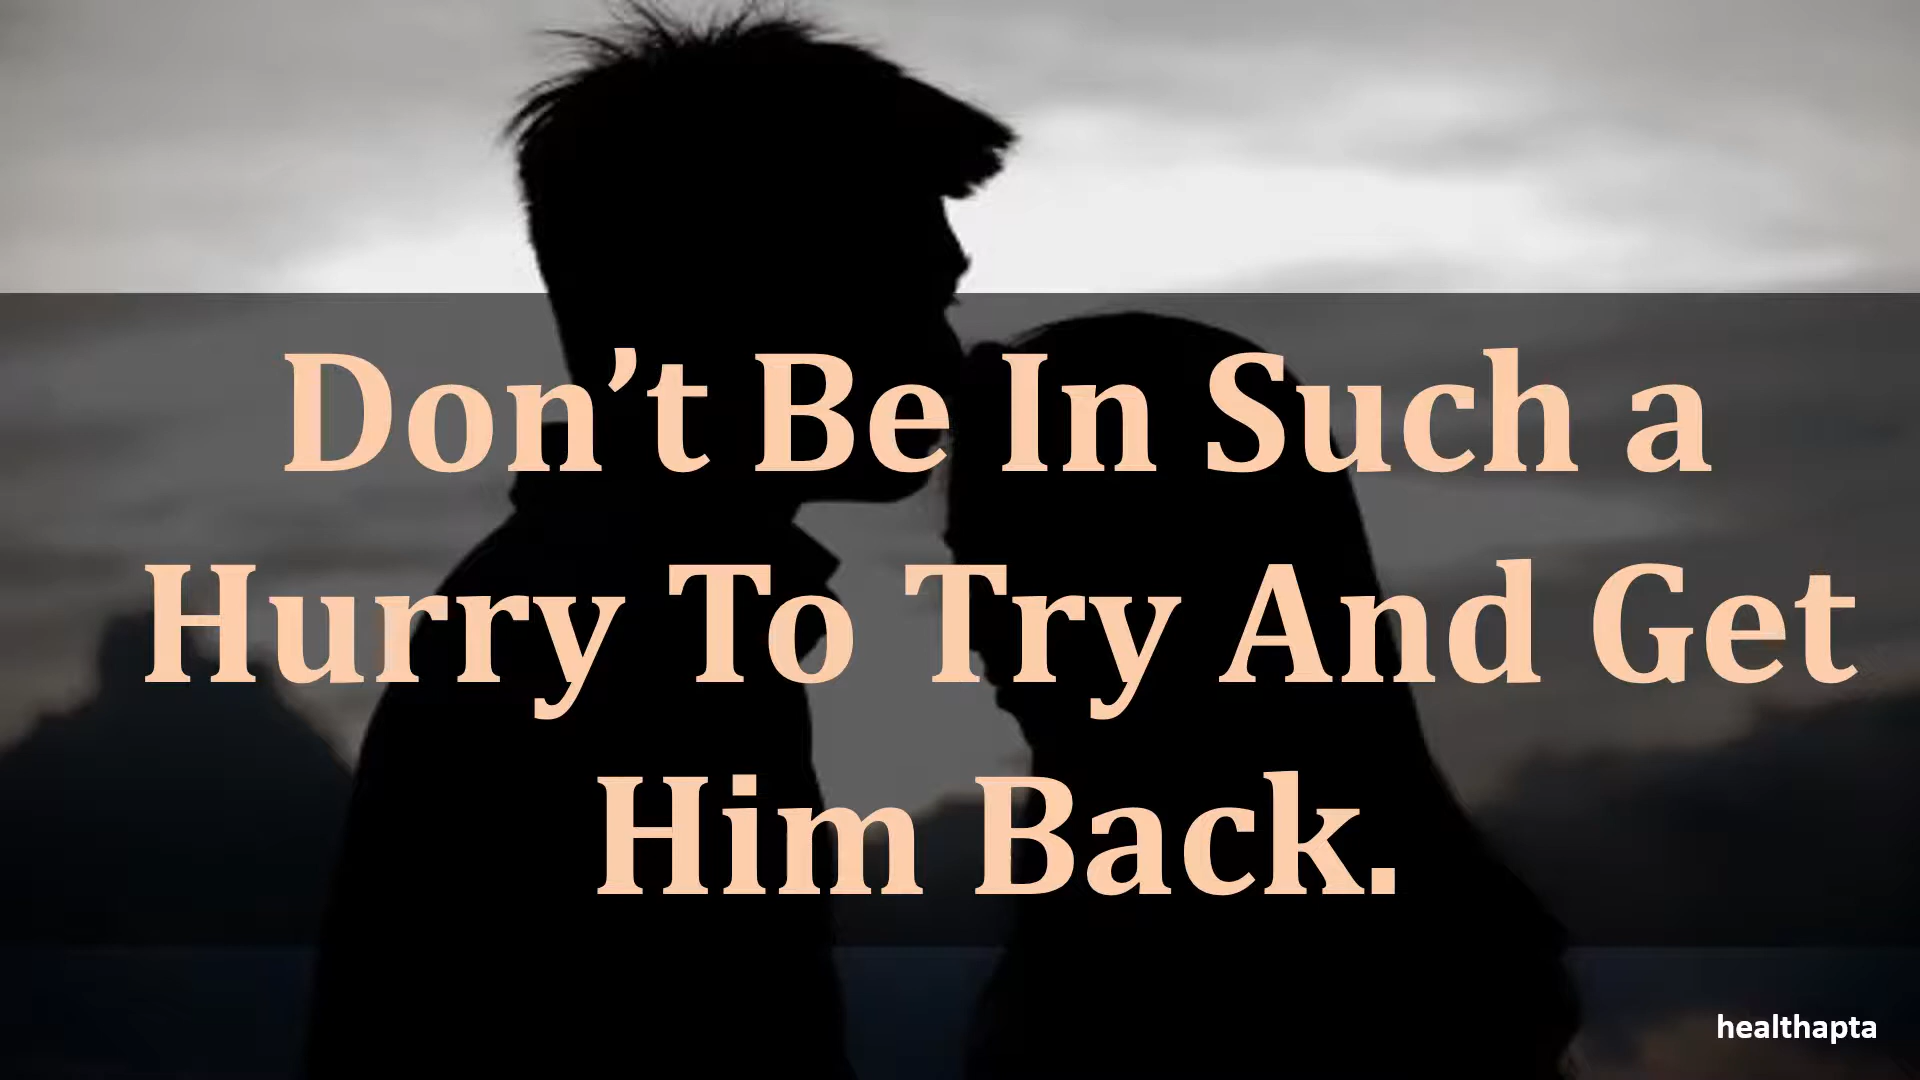 Don’t Be In Such a
Hurry To Try And Get
Him Back.
healthapta